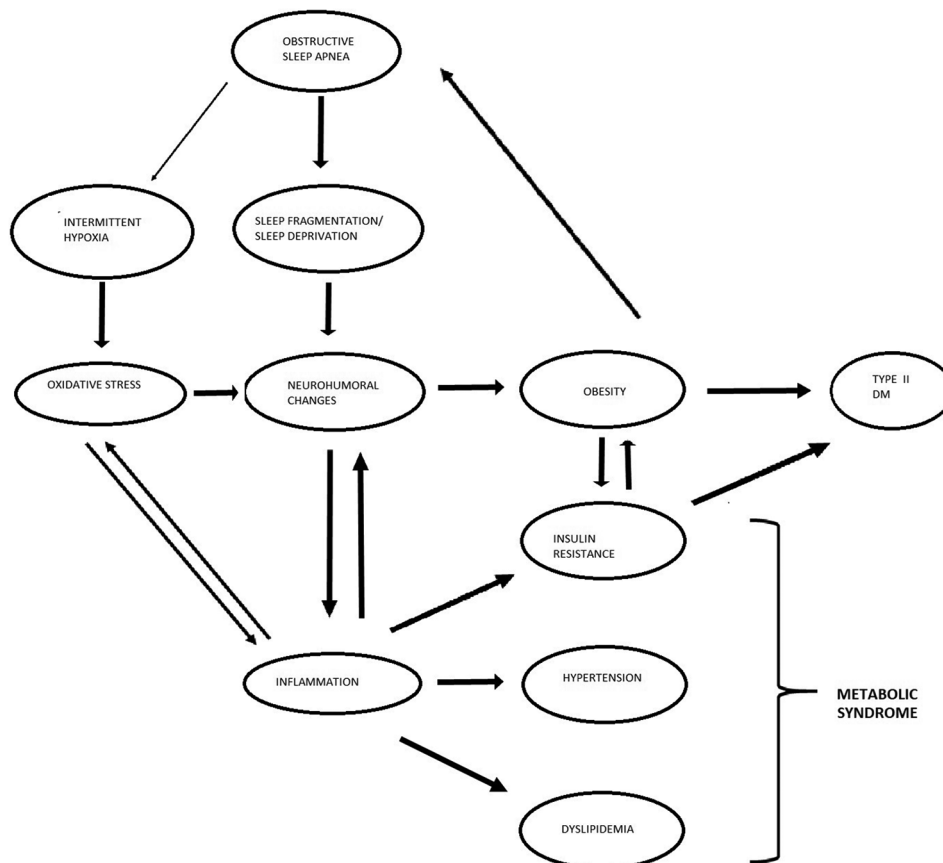 OBSTRUCTIVE
SLEEP APNEA
INTERMITTENT
HYPOXIA
SLEEP FRAGMENTATION/
SLEEP DEPRIVATION
OXIDATIVE STRESS
NEUROHUMORAL
CHANGES
OBESITY
TYPE II
DM
INSULIN
RESISTANCE
INFLAMMATION
HYPERTENSION
METABOLIC
SYNDROME
DYSLIPIDEMIA